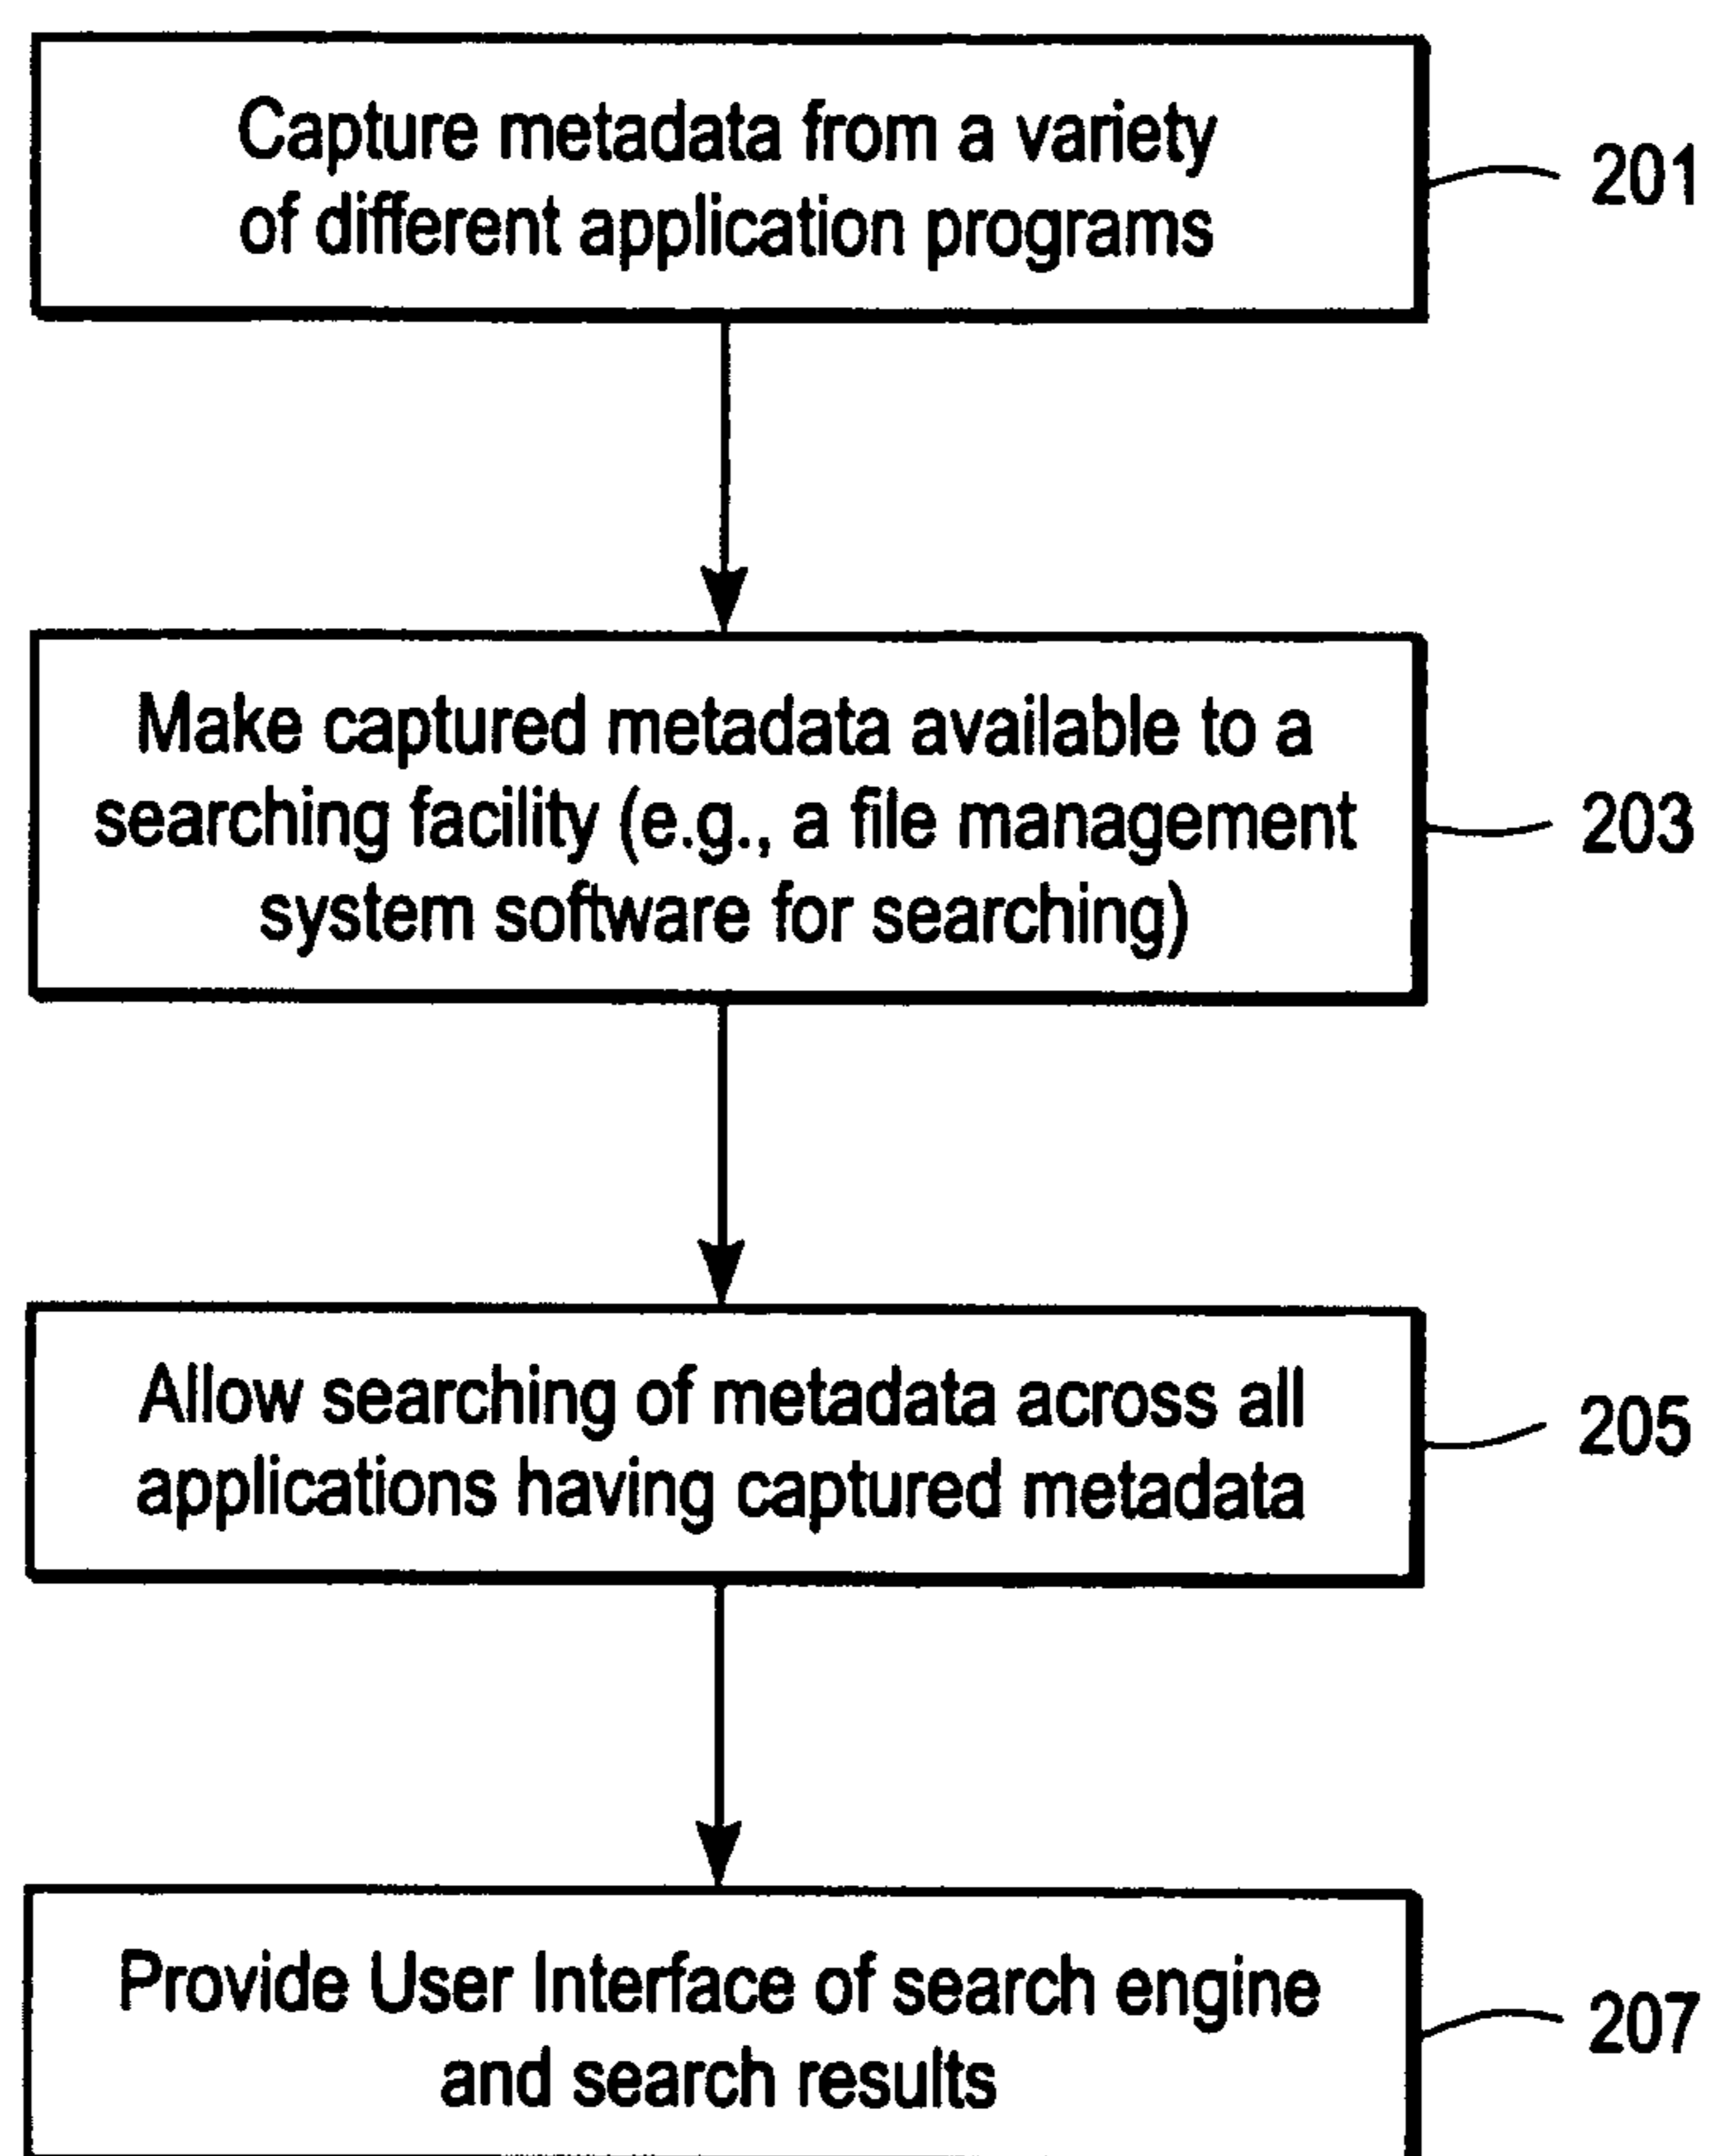 Capture metadata from a variety
of different application programs
201
Make captured metadata available to a
searching facility (e.g., a file management
system software for searching)
203
Allow searching of metadata across all
applications having captured metadata
205
Provide User Interface of search engine
and search results
207